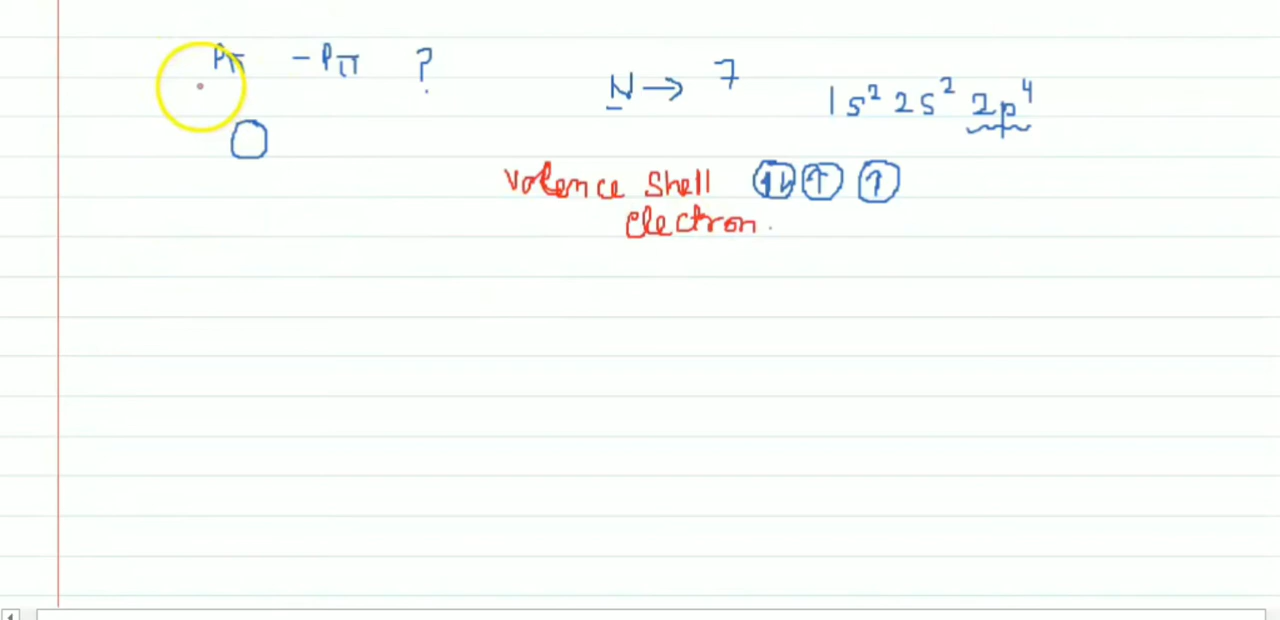 Pπ - Pπ ?
N → 7
1s² 2s² 2p⁴
Valence Shell
electron.